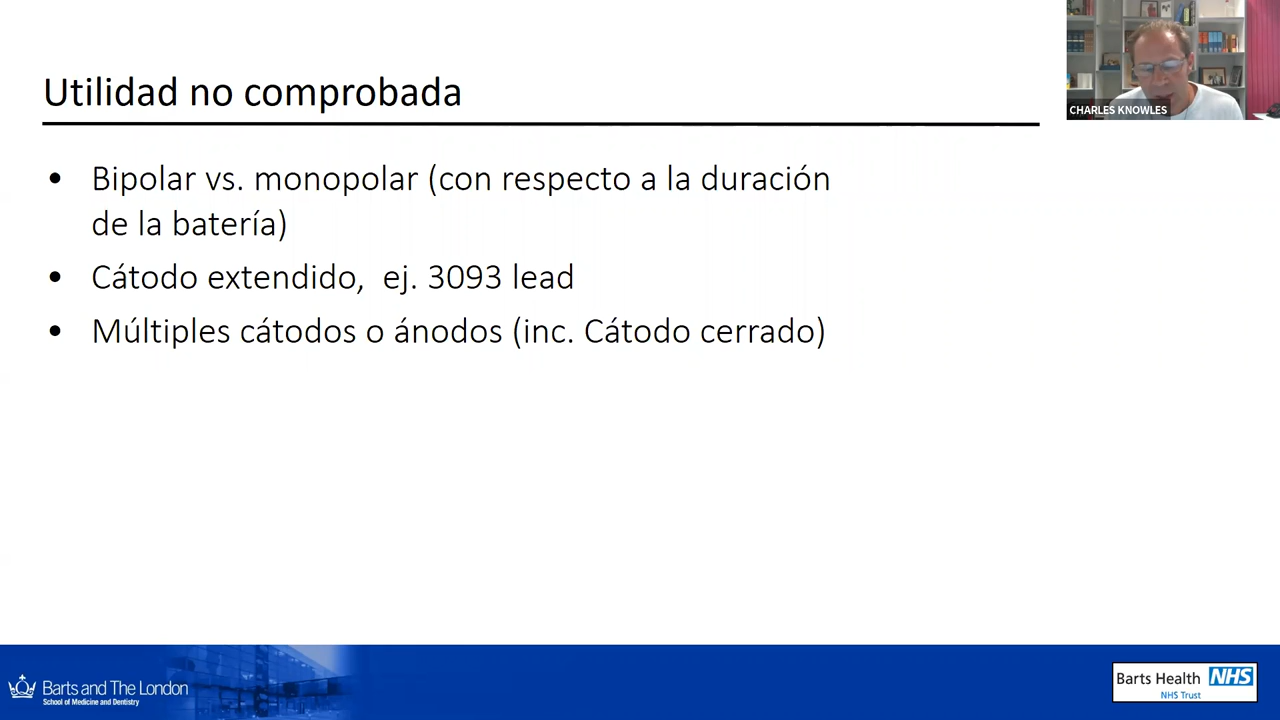 Utilidad no comprobada
CHARLES KNOWLES
• Bipolar vs. monopolar (con respecto a la duración
de la batería)
• Cátodo extendido,  ej. 3093 lead
• Múltiples cátodos o ánodos (inc. Cátodo cerrado)
Barts and The London
School of Medicine and Dentistry
Barts Health NHS
NHS Trust